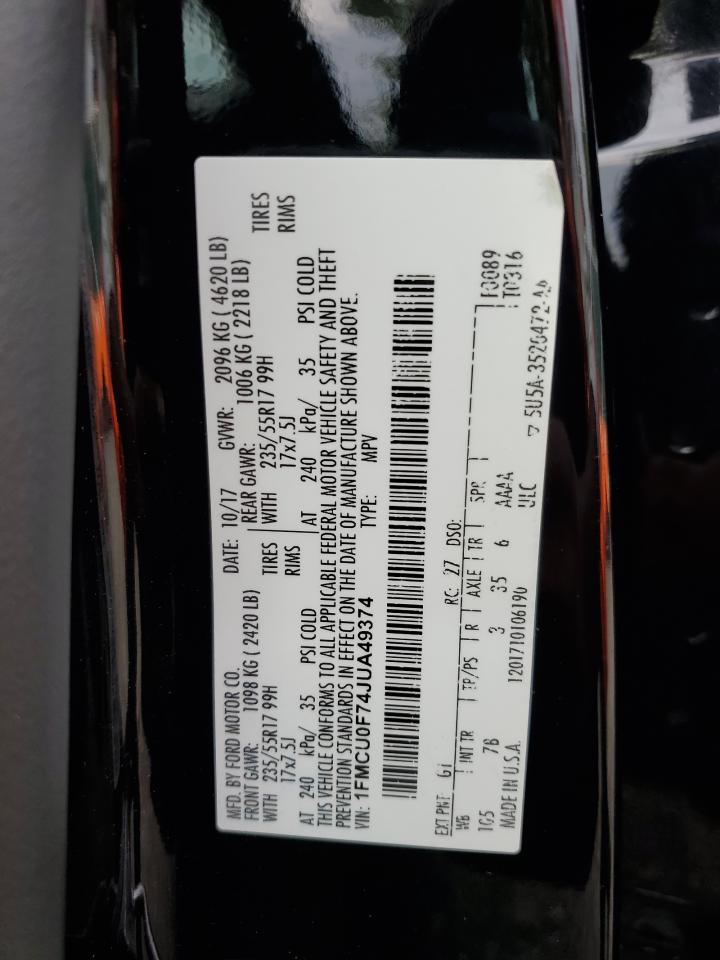 MFD. BY FORD MOTOR CO. DATE: 10/17 GVWR: 2096 KG ( 4620 LB)
FRONT GAWR: 1098 KG ( 2420 LB) REAR GAWR: 1006 KG ( 2218 LB)
WITH 235/55R17 99H TIRES WITH 235/55R17 99H TIRES
17x7.5J RIMS 17x7.5J RIMS
AT 240 kPa/ 35 PSI COLD AT 240 kPa/ 35 PSI COLD
THIS VEHICLE CONFORMS TO ALL APPLICABLE FEDERAL MOTOR VEHICLE SAFETY AND THEFT
PREVENTION STANDARDS IN EFFECT ON THE DATE OF MANUFACTURE SHOWN ABOVE.
VIN: 1FMCU0F74JUA49374 TYPE: MPV
EXT PNT: G1 RC: 27 DSO:
WB INT TR TP/PS R AXLE TR SPR T0089
105 7B 3 35 6 AAAA T0316
MADE IN U.S.A. ULC